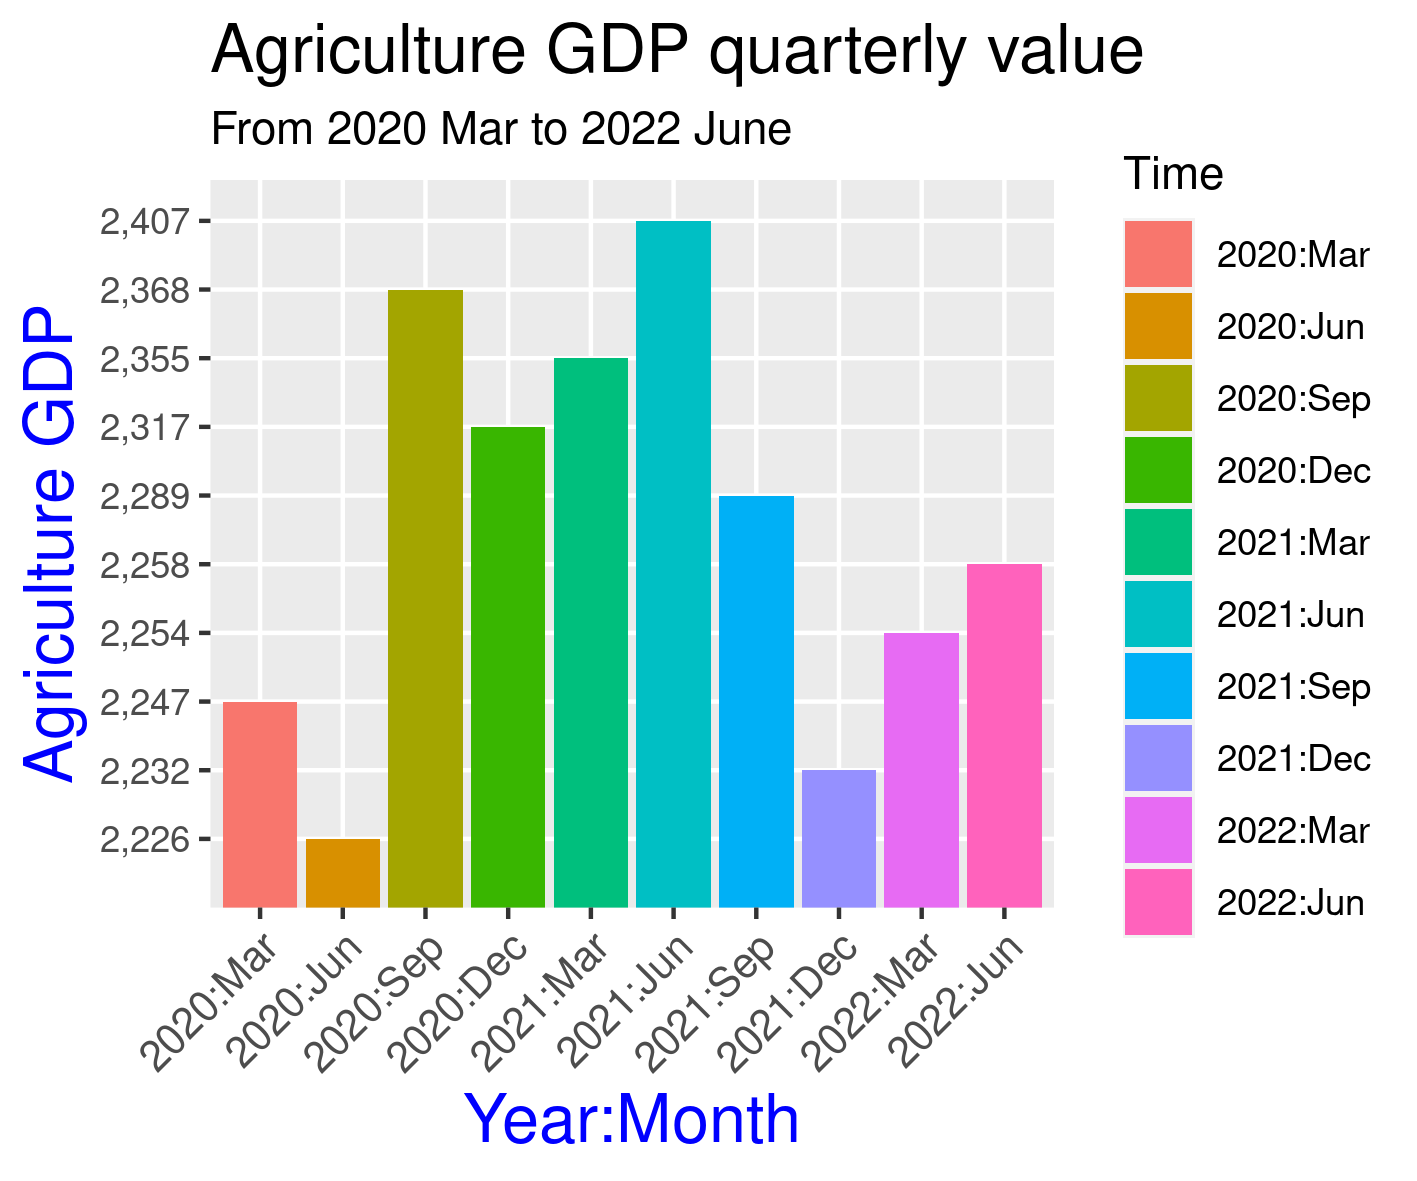 Agriculture GDP quarterly value
From 2020 Mar to 2022 June
Agriculture GDP
2,407
2,368
2,355
2,317
2,289
2,258
2,254
2,247
2,232
2,226
2020:Mar
2020:Jun
2020:Sep
2020:Dec
2021:Mar
2021:Jun
2021:Sep
2021:Dec
2022:Mar
2022:Jun
Year:Month
Time
2020:Mar
2020:Jun
2020:Sep
2020:Dec
2021:Mar
2021:Jun
2021:Sep
2021:Dec
2022:Mar
2022:Jun